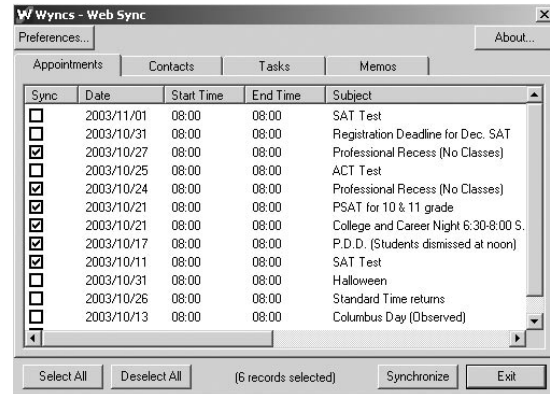 Wyncs - Web Sync
Preferences... About...
Appointments Contacts Tasks Memos
Sync Date Start Time End Time Subject
2003/11/01 08:00 08:00 SAT Test
2003/10/31 08:00 08:00 Registration Deadline for Dec. SAT
2003/10/27 08:00 08:00 Professional Recess (No Classes)
2003/10/25 08:00 08:00 ACT Test
2003/10/24 08:00 08:00 Professional Recess (No Classes)
2003/10/21 08:00 08:00 PSAT for 10 & 11 grade
2003/10/21 08:00 08:00 College and Career Night 6:30-8:00 S.
2003/10/17 08:00 08:00 P.D.D. (Students dismissed at noon)
2003/10/11 08:00 08:00 SAT Test
2003/10/31 08:00 08:00 Halloween
2003/10/26 08:00 08:00 Standard Time returns
2003/10/13 08:00 08:00 Columbus Day (Observed)
Select All Deselect All (6 records selected) Synchronize Exit